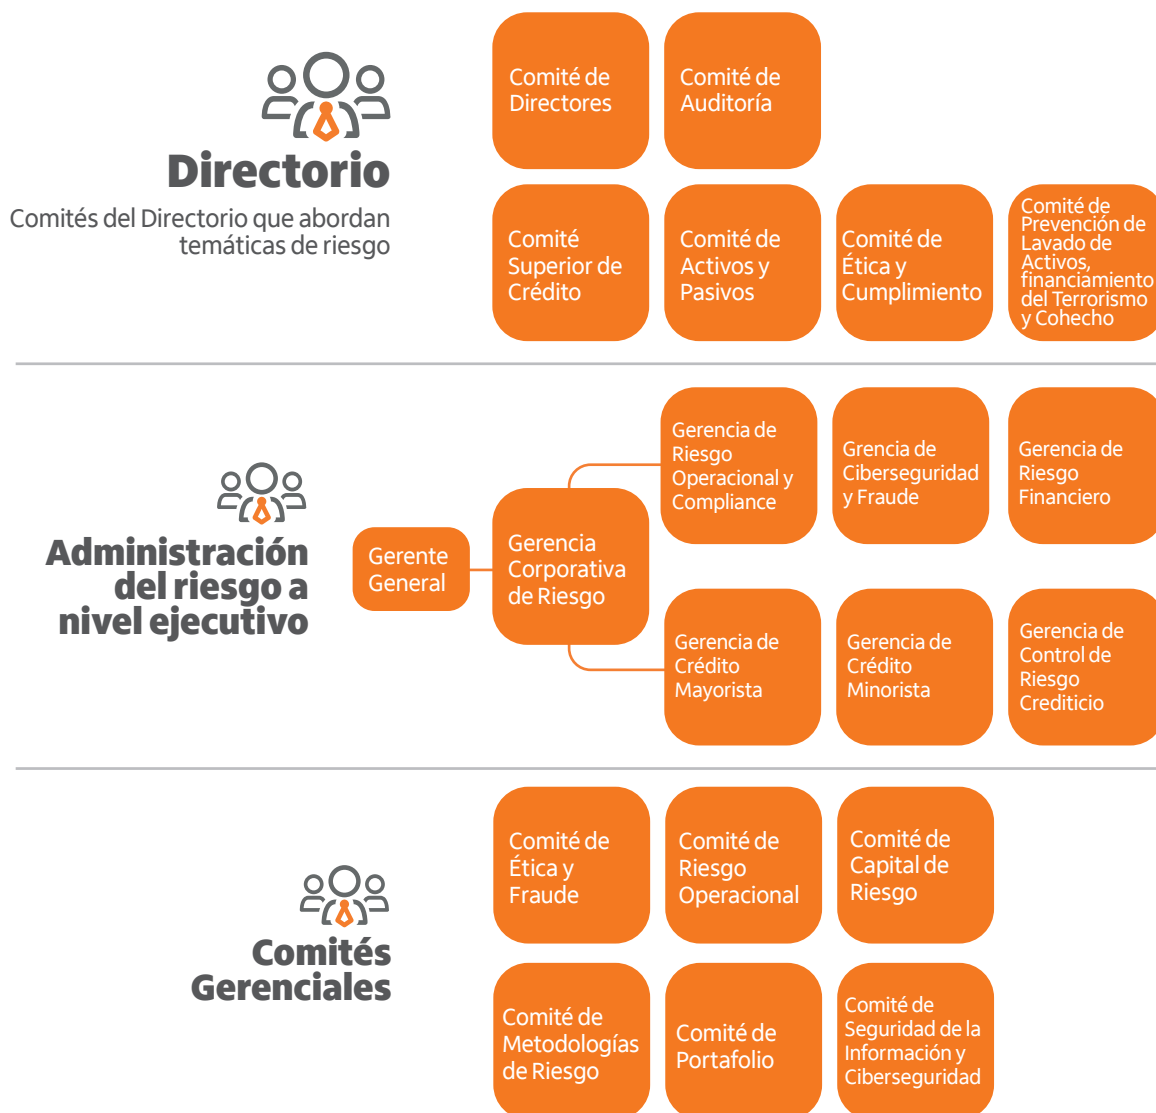 Directorio
Comités del Directorio que abordan
temáticas de riesgo
Comité de
Directores
Comité de
Auditoría
Comité
Superior de
Crédito
Comité de
Activos y
Pasivos
Comité de
Ética y
Cumplimiento
Comité de
Prevención de
Lavado de
Activos,
financiamiento
del Terrorismo
y Cohecho
Administración
del riesgo a
nivel ejecutivo
Gerente
General
Gerencia
Corporativa
de Riesgo
Gerencia de
Riesgo
Operacional y
Compliance
Grencia de
Ciberseguridad
y Fraude
Gerencia de
Riesgo
Financiero
Gerencia de
Crédito
Mayorista
Gerencia de
Crédito
Minorista
Gerencia de
Control de
Riesgo
Crediticio
Comités
Gerenciales
Comité de
Ética y
Fraude
Comité de
Riesgo
Operacional
Comité de
Capital de
Riesgo
Comité de
Metodologías
de Riesgo
Comité de
Portafolio
Comité de
Seguridad de la
Información y
Ciberseguridad